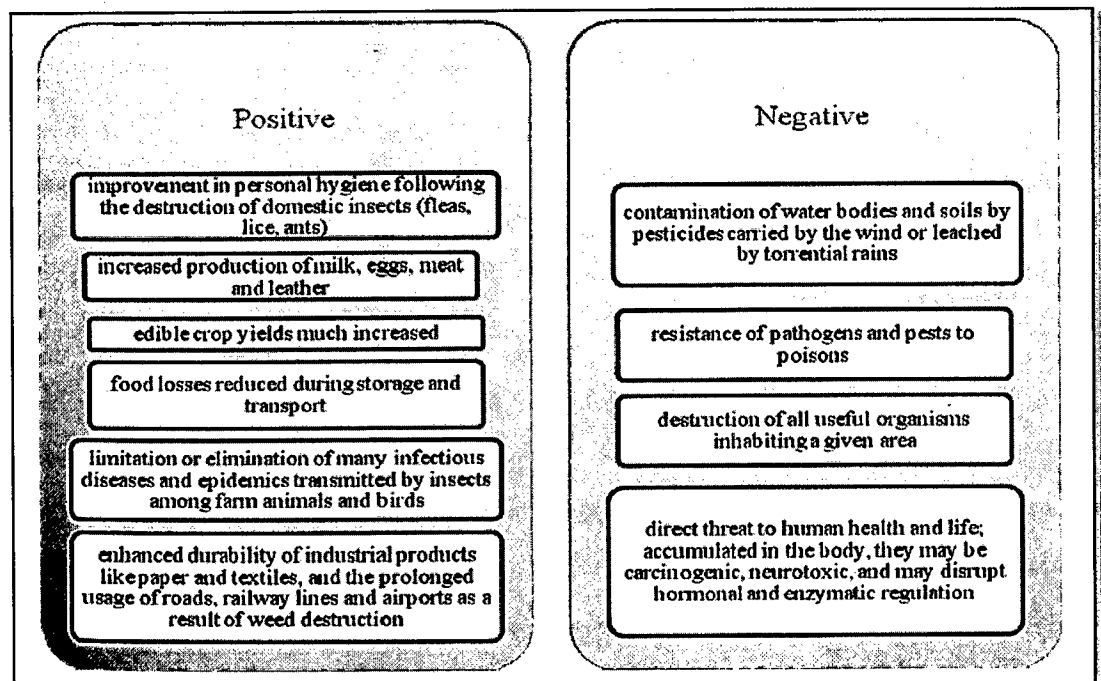 Positive
improvement in personal hygiene following
the destruction of domestic insects (fleas,
lice, ants)
increased production of milk, eggs, meat
and leather
edible crop yields much increased
food losses reduced during storage and
transport
limitation or elimination of many infectious
diseases and epidemics transmitted by insects
among farm animals and birds
enhanced durability of industrial products
like paper and textiles, and the prolonged
usage of roads, railway lines and airports as a
result of weed destruction
Negative
contamination of water bodies and soils by
pesticides carried by the wind or leached
by torrential rains
resistance of pathogens and pests to
poisons
destruction of all useful organisms
inhabiting a given area
direct threat to human health and life;
accumulated in the body, they may be
carcinogenic, neurotoxic, and may disrupt
hormonal and enzymatic regulation